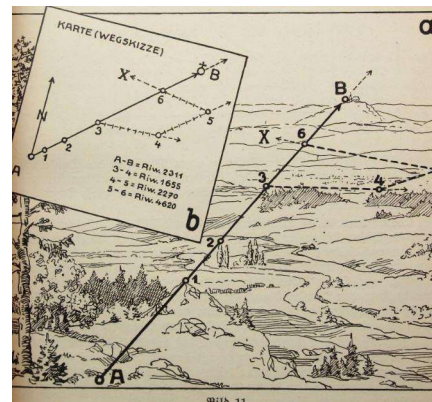 KARTE (WEGSKIZZE)
a
B
X
6
N
5
3
4
2
1
A
A-B = Riw. 2311
3-4 = Riw. 1655
4-5 = Riw. 2270
5-6 = Riw. 4620
b
B
X
6
3
4
2
1
A